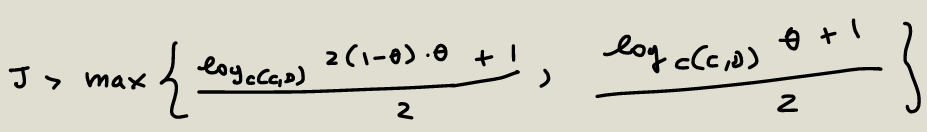 J > max { (log_{c(C,D)} 2(1-θ)·θ + 1) / 2 , (log_{c(C,D)} θ + 1) / 2 }